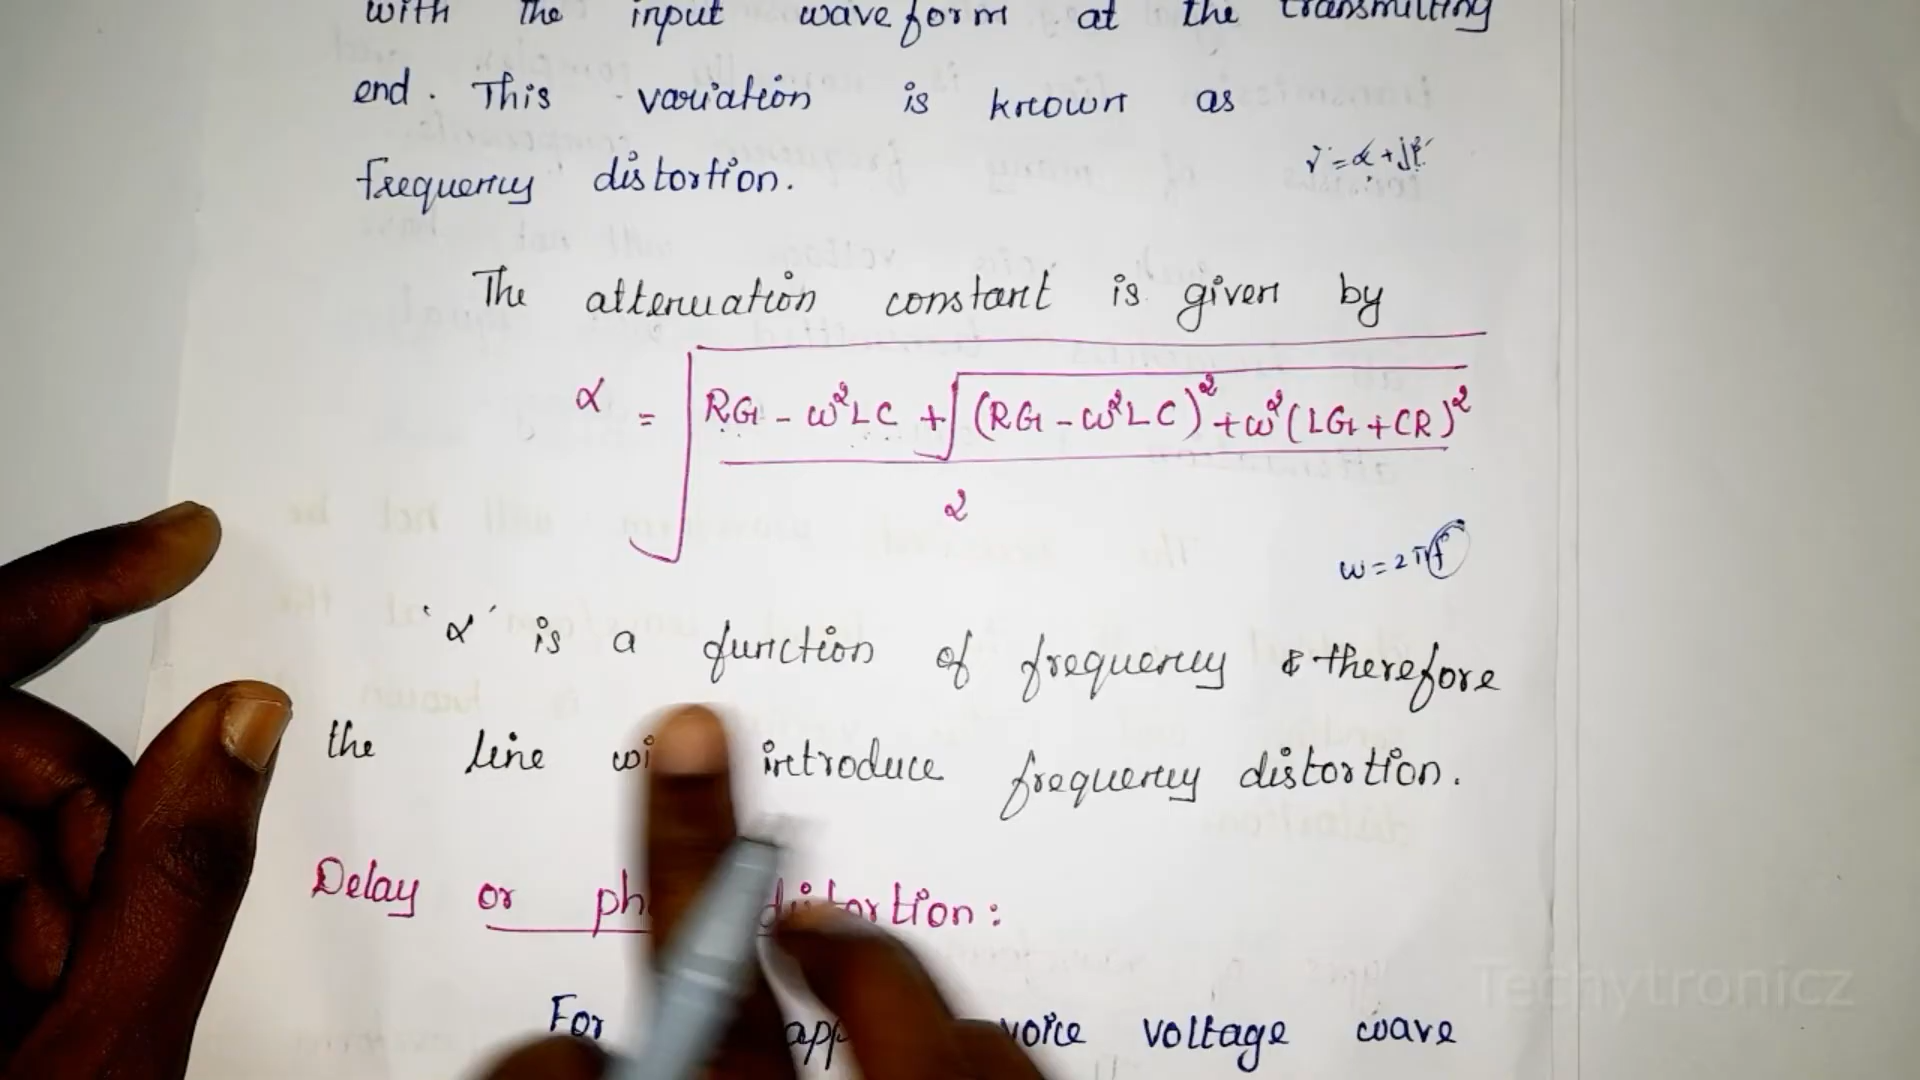 with the input waveform at the transmitting
end. This variation is known as
frequency distortion.
γ = α + jβ
The attenuation constant is given by
α = √((RG - ω²LC + √((RG - ω²LC)² + ω²(LG + CR)²)) / 2)
ω = 2πf
'α' is a function of frequency & therefore
the line introduce frequency distortion.
Delay or distortion:
For voice voltage wave
Techytronicz